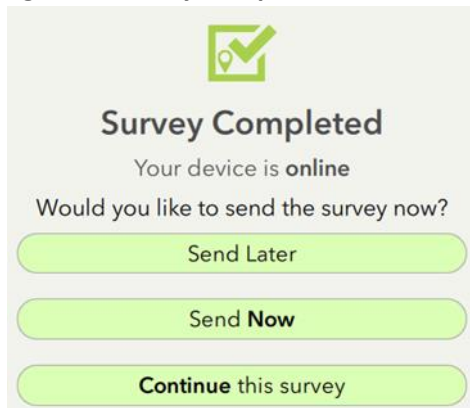 Survey Completed
Your device is online
Would you like to send the survey now?
Send Later
Send Now
Continue this survey